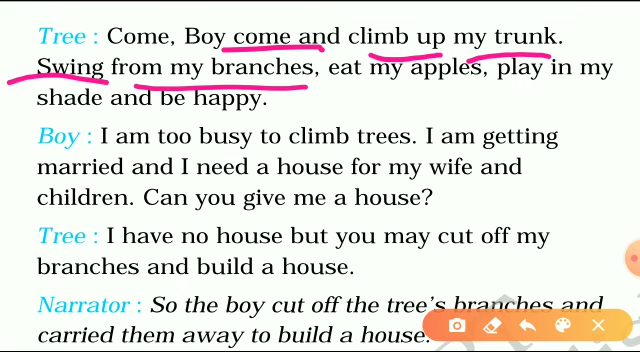 Tree : Come, Boy come and climb up my trunk.
Swing from my branches, eat my apples, play in my
shade and be happy.
Boy : I am too busy to climb trees. I am getting
married and I need a house for my wife and
children. Can you give me a house?
Tree : I have no house but you may cut off my
branches and build a house.
Narrator : So the boy cut off the tree's branches and
carried them away to build a house.